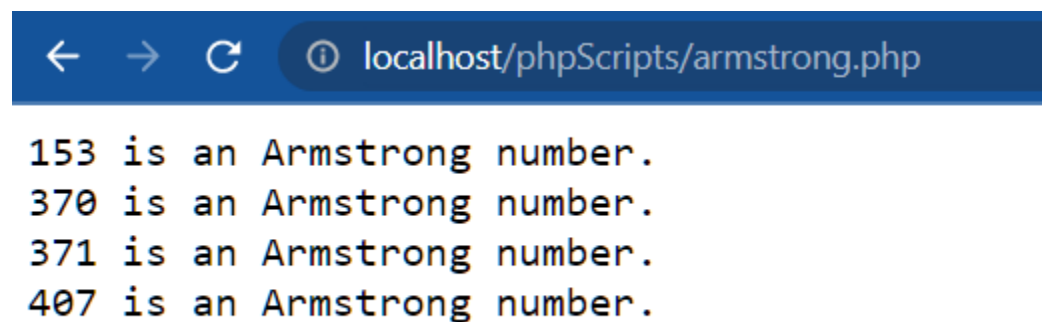 localhost/phpScripts/armstrong.php
153 is an Armstrong number.
370 is an Armstrong number.
371 is an Armstrong number.
407 is an Armstrong number.